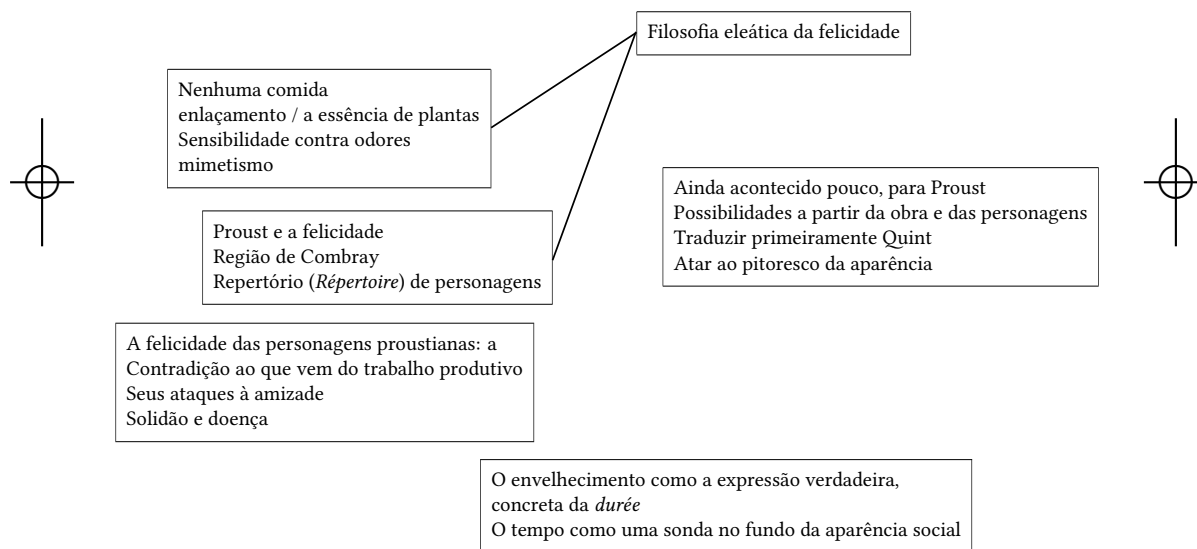 Filosofia eleática da felicidade
Nenhuma comida
enlaçamento / a essência de plantas
Sensibilidade contra odores
mimetismo
Ainda acontecido pouco, para Proust
Possibilidades a partir da obra e das personagens
Traduzir primeiramente Quint
Atar ao pitoresco da aparência
Proust e a felicidade
Região de Combray
Repertório (Répertoire) de personagens
A felicidade das personagens proustianas: a
Contradição ao que vem do trabalho produtivo
Seus ataques à amizade
Solidão e doença
O envelhecimento como a expressão verdadeira,
concreta da durée
O tempo como uma sonda no fundo da aparência social